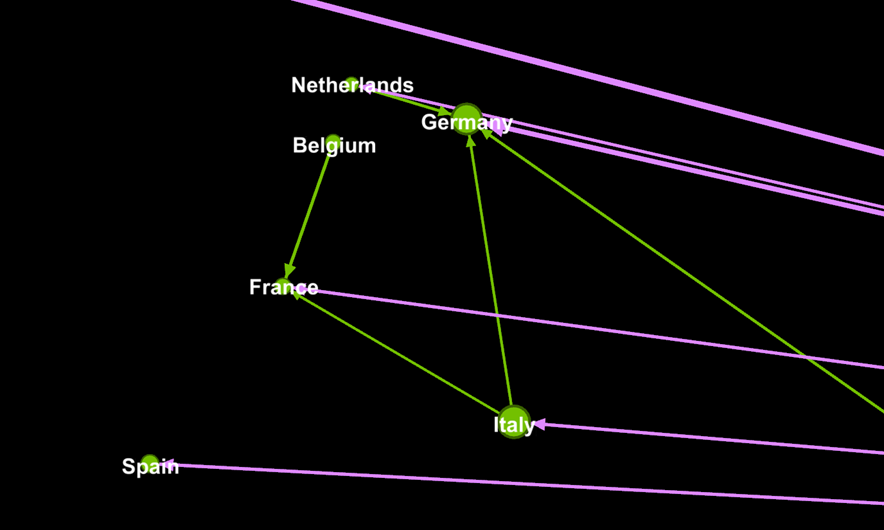 Netherlands
Germany
Belgium
France
Italy
Spain